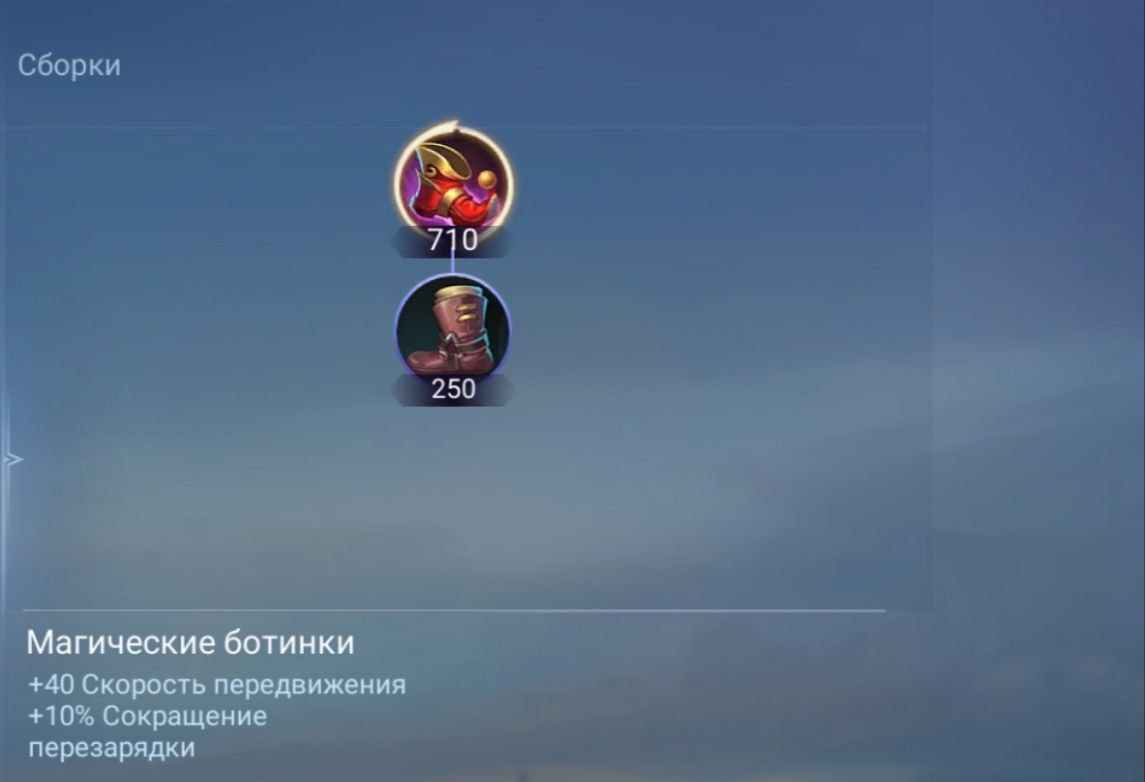 Сборки
710
250
Магические ботинки
+40 Скорость передвижения
+10% Сокращение
перезарядки